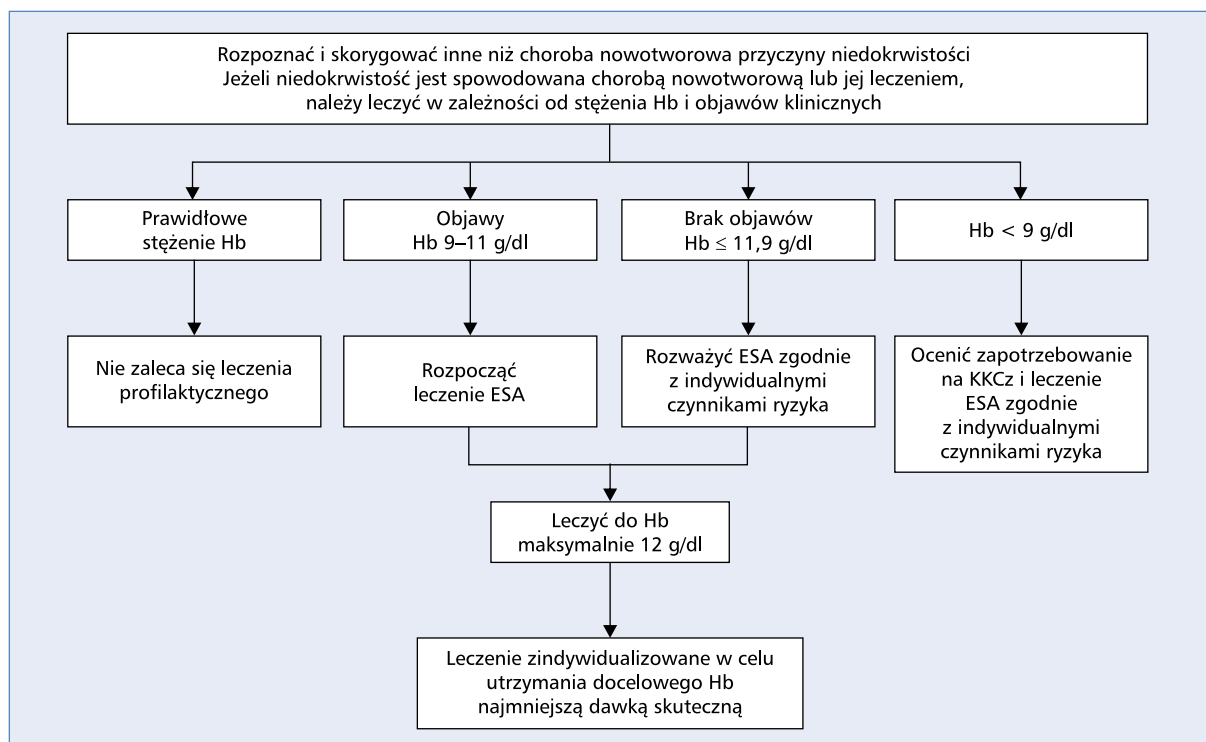 Rozpoznać i skorygować inne niż choroba nowotworowa przyczyny niedokrwistości
Jeżeli niedokrwistość jest spowodowana chorobą nowotworową lub jej leczeniem,
należy leczyć w zależności od stężenia Hb i objawów klinicznych
Prawidłowe
stężenie Hb
Objawy
Hb 9–11 g/dl
Brak objawów
Hb ≤ 11,9 g/dl
Hb < 9 g/dl
Nie zaleca się leczenia
profilaktycznego
Rozpocząć
leczenie ESA
Rozważyć ESA zgodnie
z indywidualnymi
czynnikami ryzyka
Ocenić zapotrzebowanie
na KKCz i leczenie
ESA zgodnie
z indywidualnymi
czynnikami ryzyka
Leczyć do Hb
maksymalnie 12 g/dl
Leczenie zindywidualizowane w celu
utrzymania docelowego Hb
najmniejszą dawką skuteczną